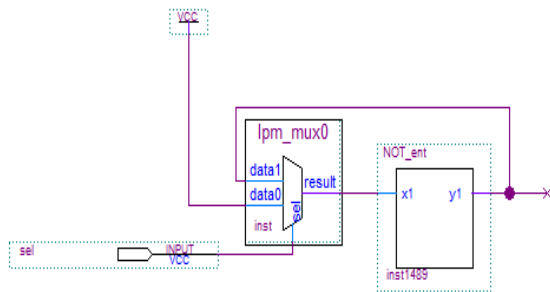 VCC
lpm_mux0
data1
data0
result
sel
inst
NOT_ent
x1 y1
inst1489
sel
INPUT
VCC